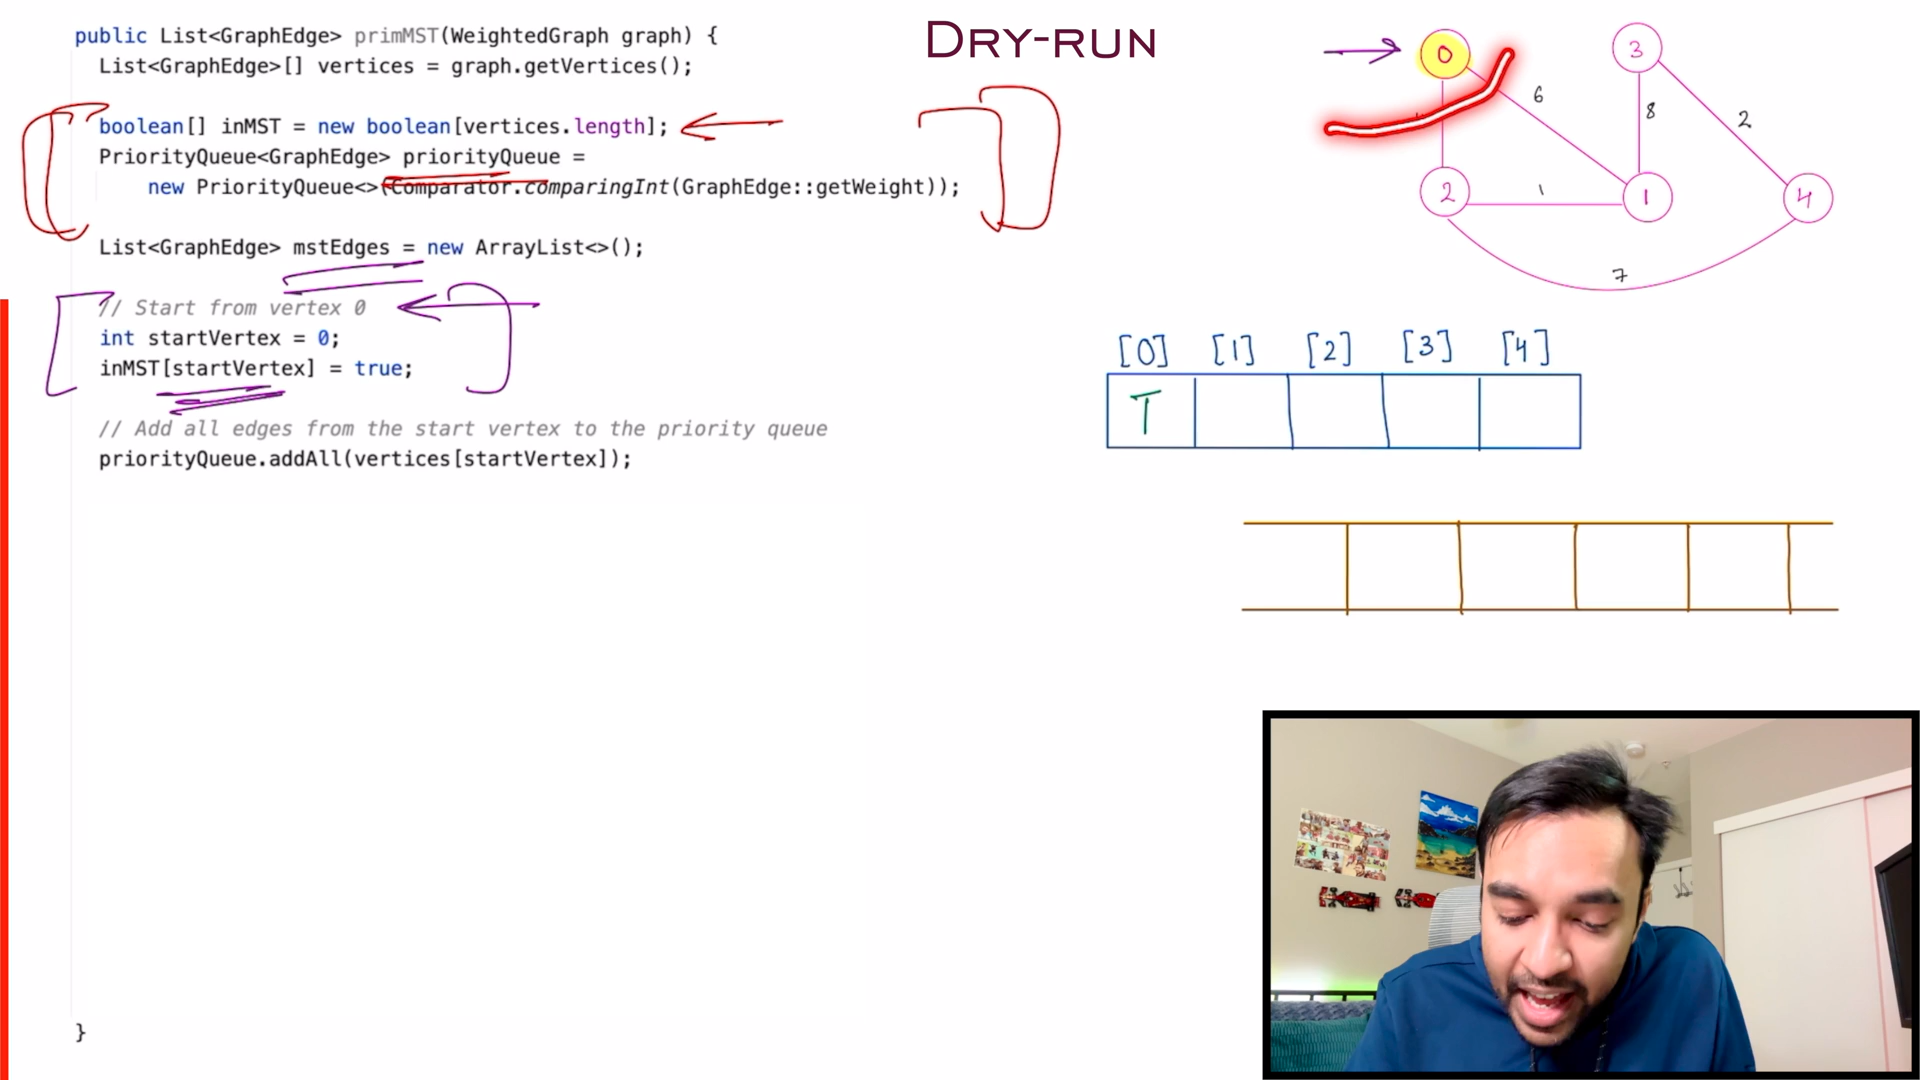 public List<GraphEdge> primMST(WeightedGraph graph) {
List<GraphEdge>[] vertices = graph.getVertices();
boolean[] inMST = new boolean[vertices.length];
PriorityQueue<GraphEdge> priorityQueue =
new PriorityQueue<>(Comparator.comparingInt(GraphEdge::getWeight));
List<GraphEdge> mstEdges = new ArrayList<>();
// Start from vertex 0
int startVertex = 0;
inMST[startVertex] = true;
// Add all edges from the start vertex to the priority queue
priorityQueue.addAll(vertices[startVertex]);
}
DRY-RUN
0
3
6
8
2
2
1
1
4
7
[0] [1] [2] [3] [4]
T